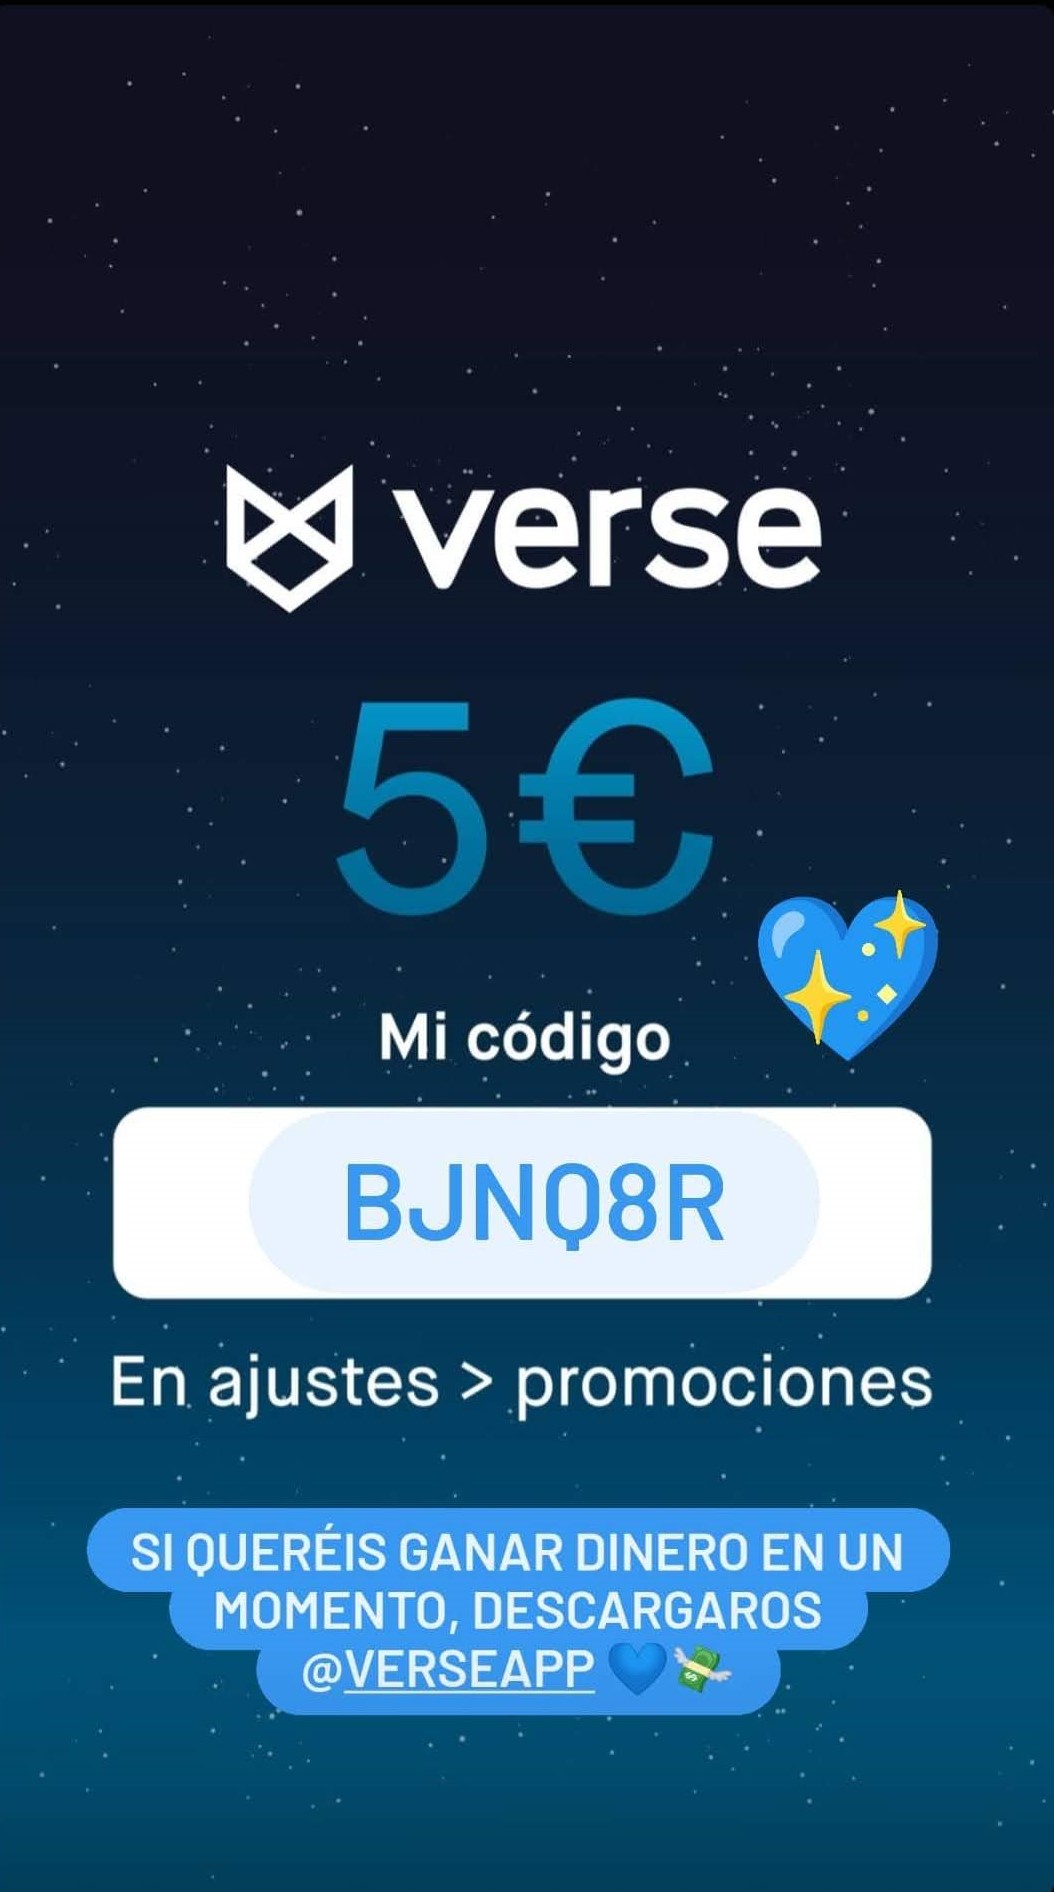 verse
5€
Mi código
BJNQ8R
En ajustes > promociones
SI QUERÉIS GANAR DINERO EN UN
MOMENTO, DESCARGAROS
@VERSEAPP 💙💸